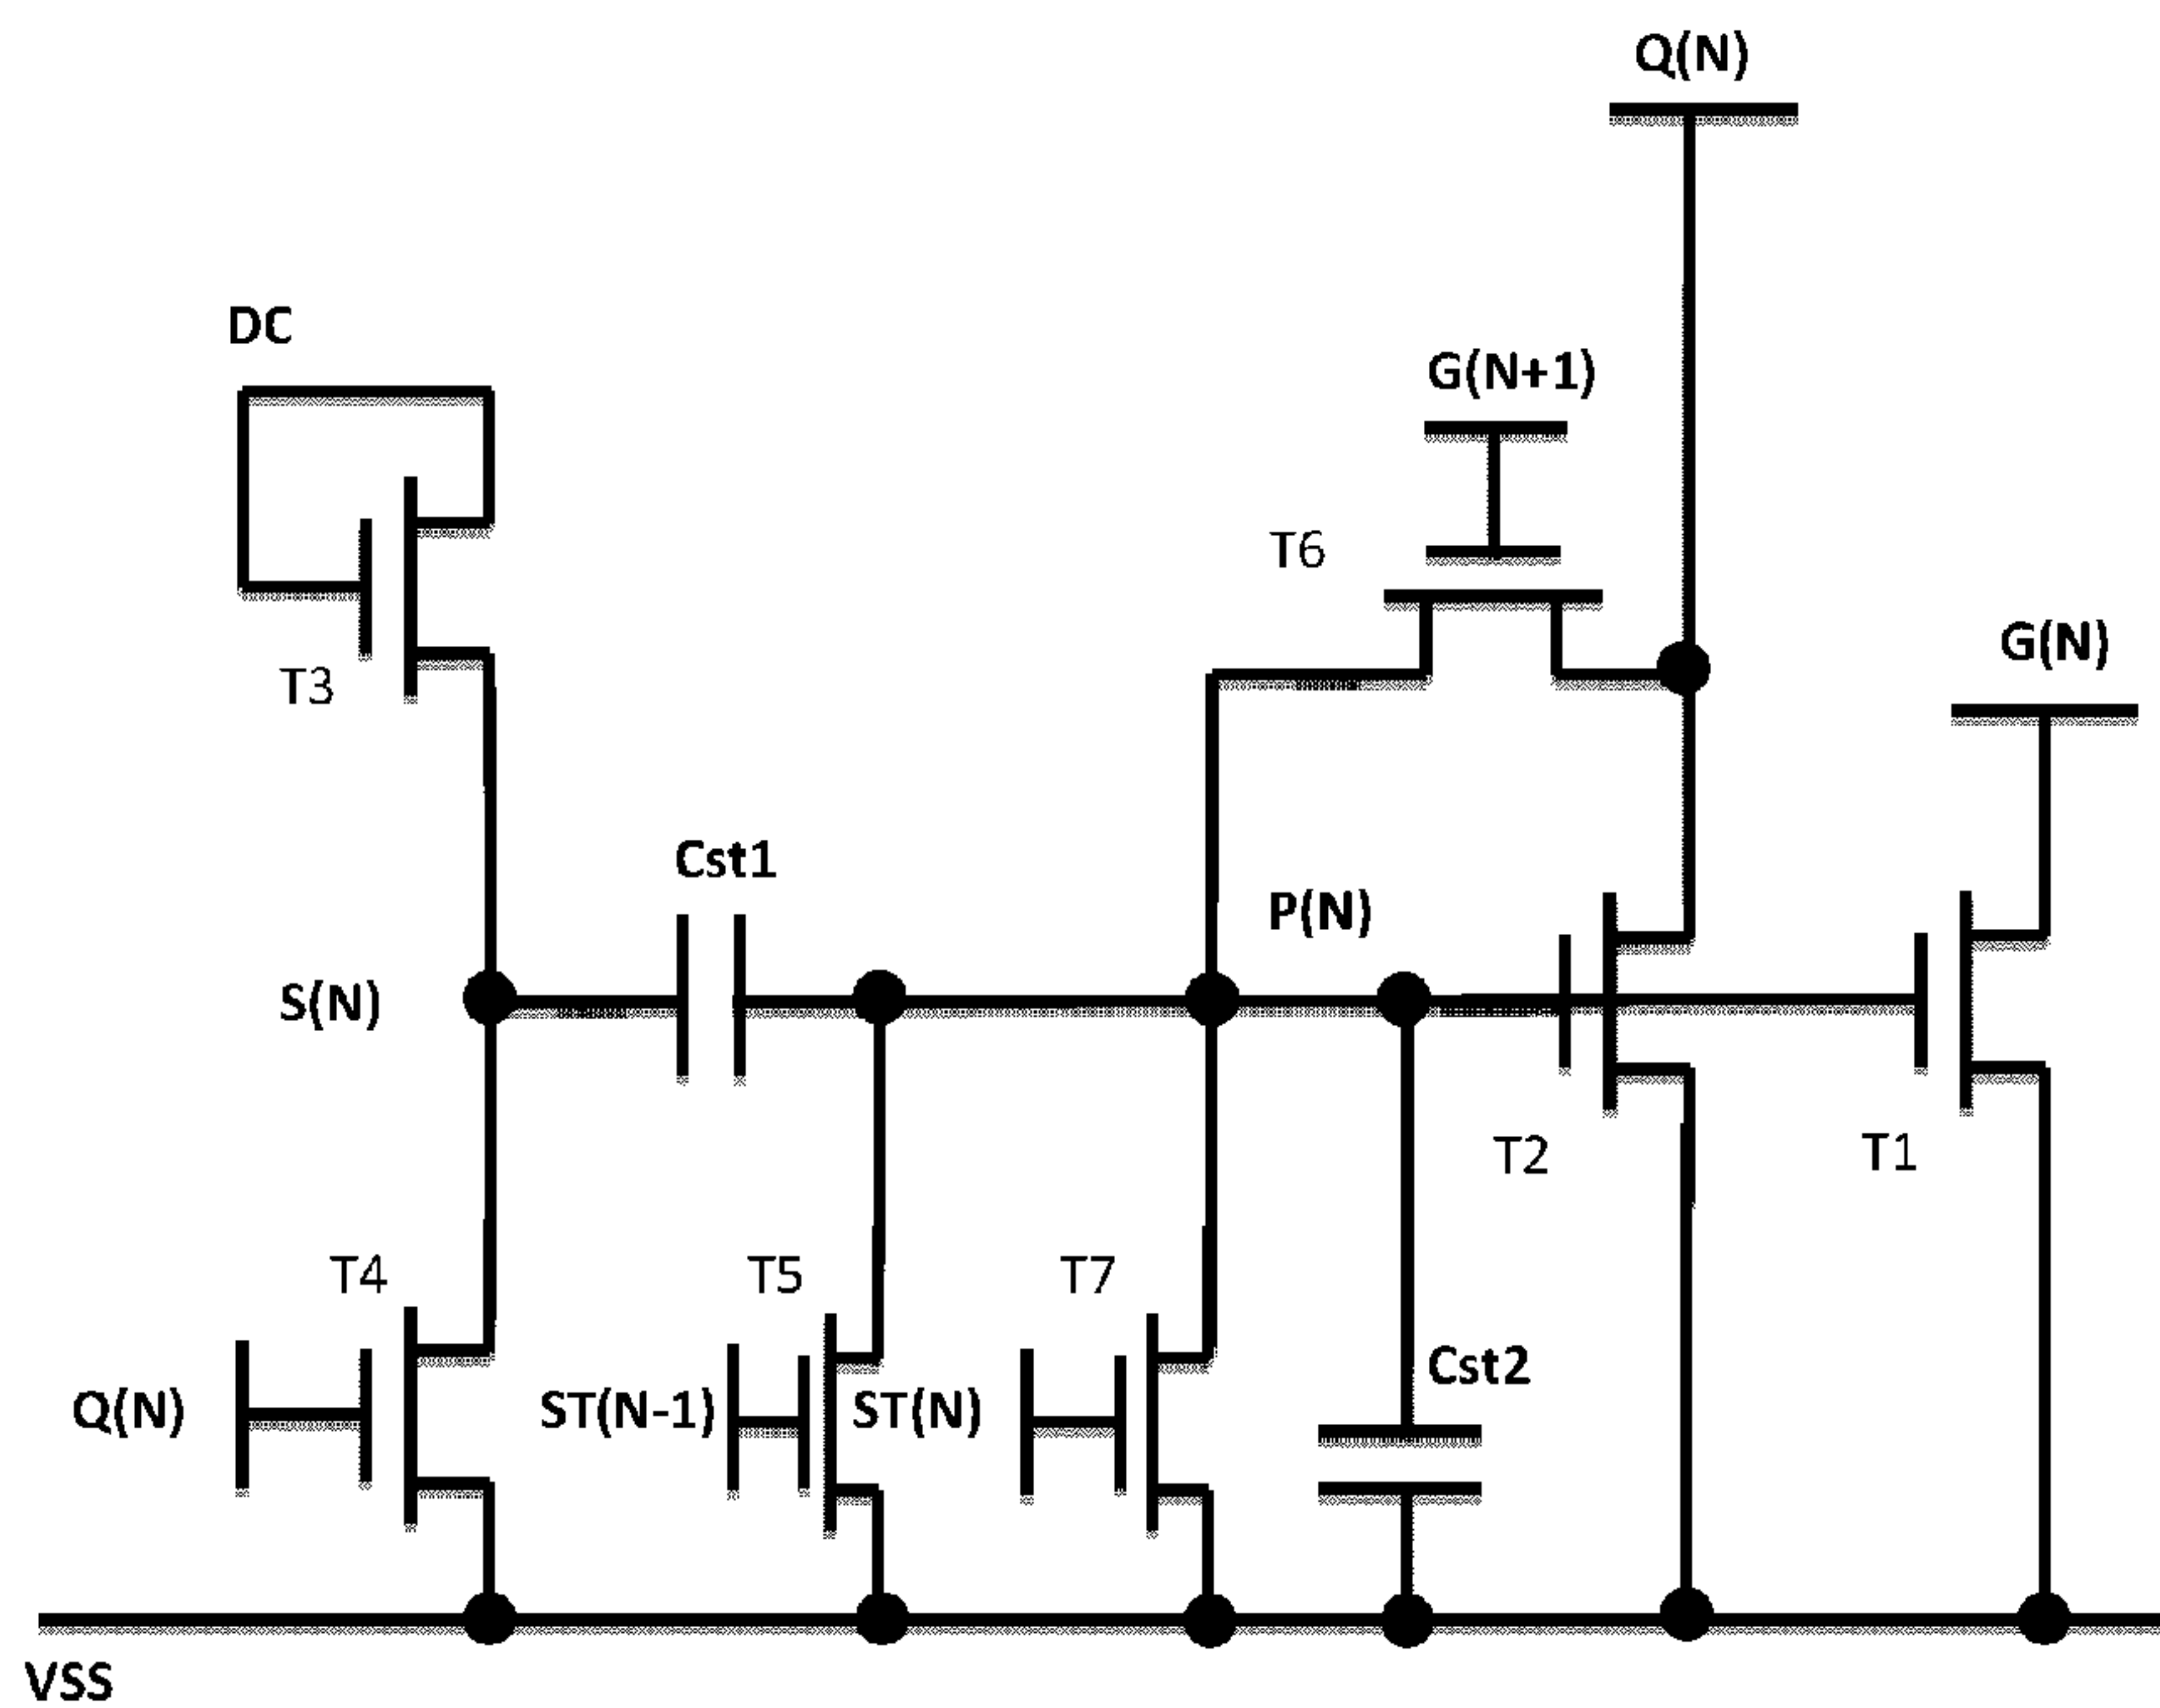 Q(N)
DC
G(N+1)
T6
G(N)
T3
Cst1
P(N)
S(N)
T2
T1
T4
T5
T7
Cst2
Q(N)
ST(N-1)
ST(N)
VSS